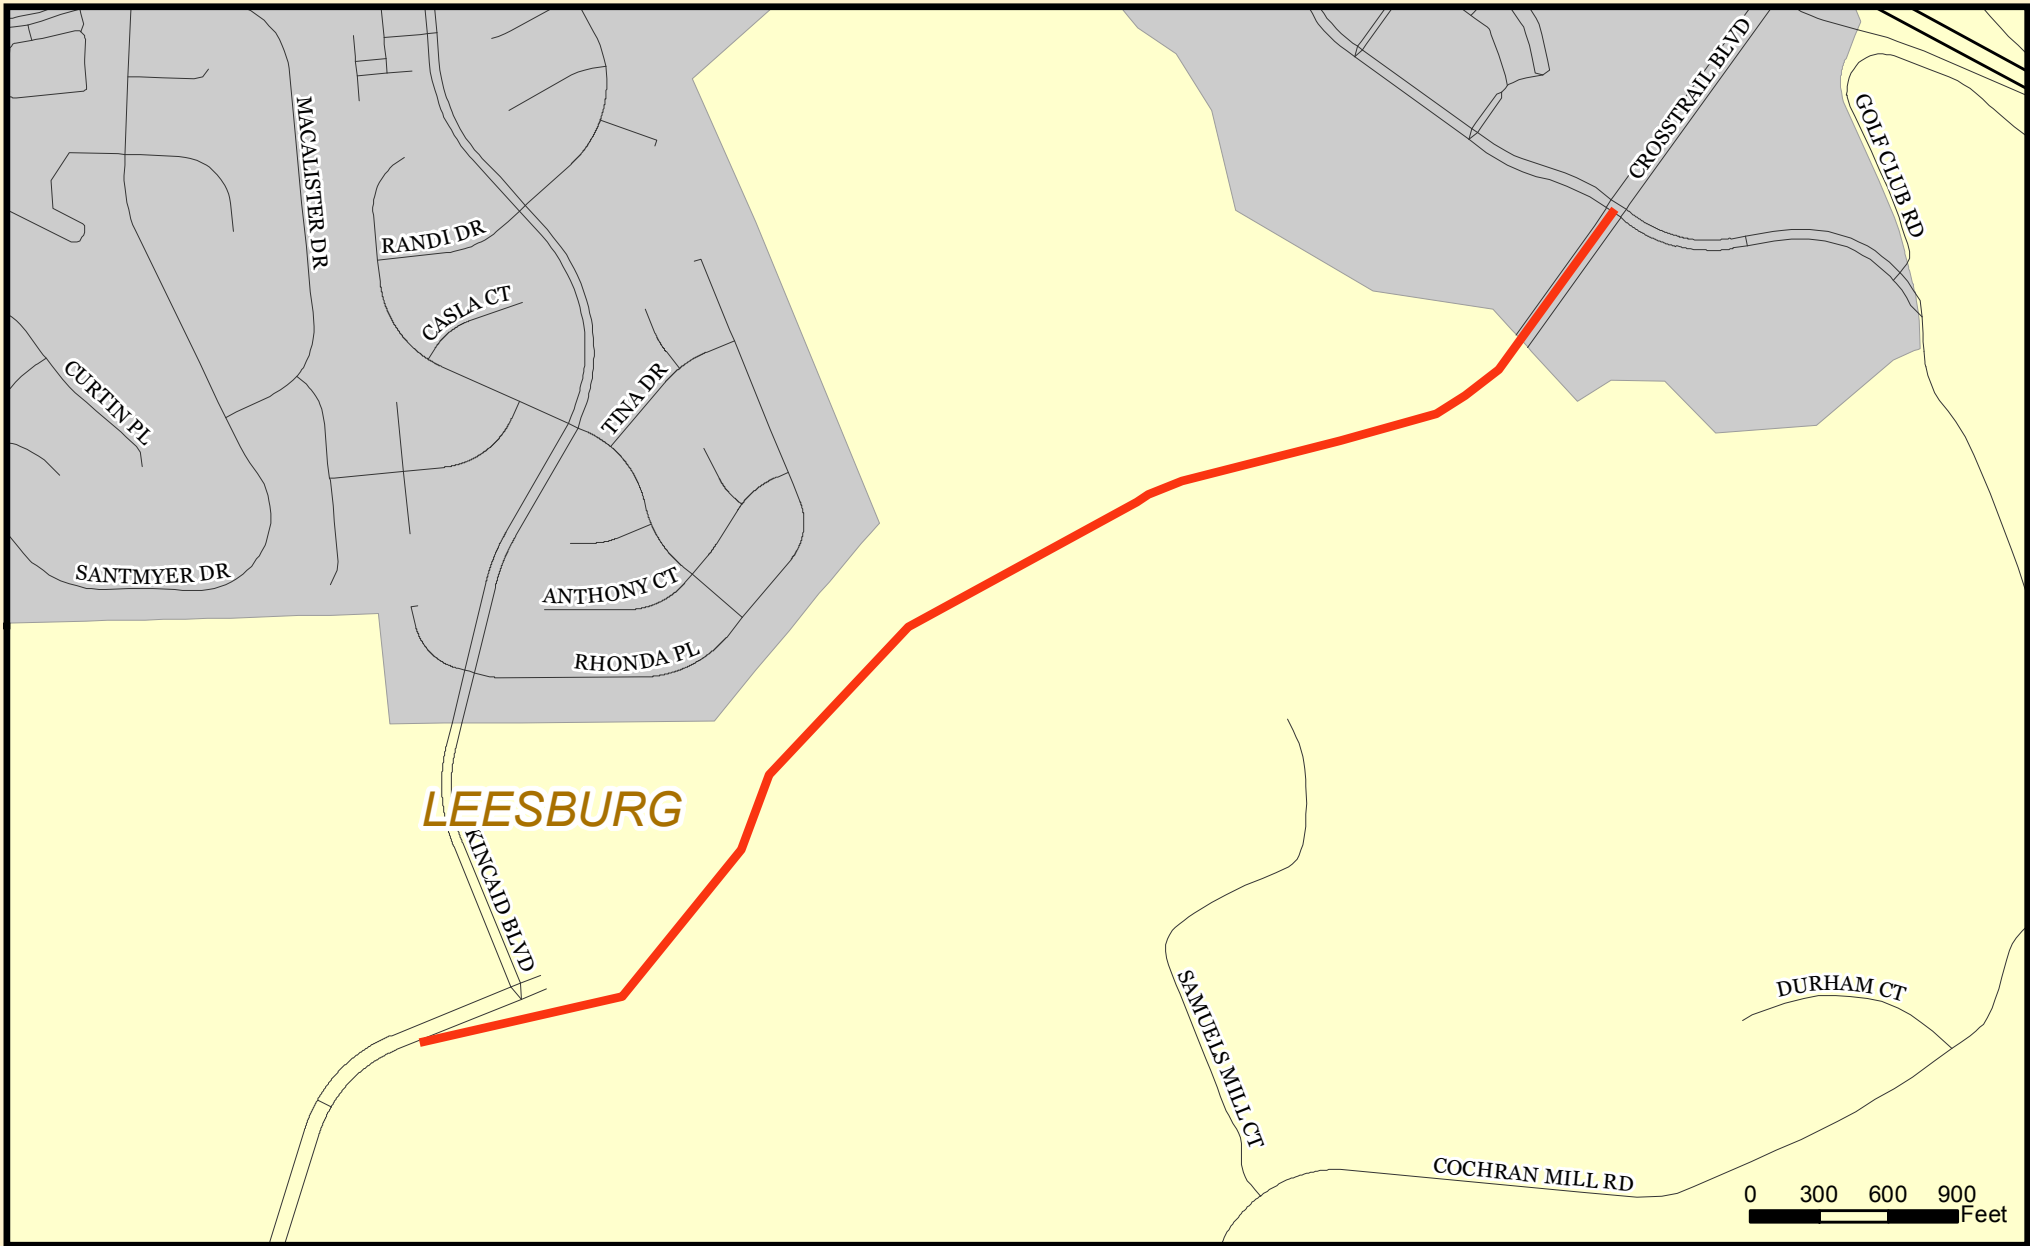 CROSSTRAIL BLVD
GOLF CLUB RD
MACALISTER DR
RANDI DR
CASLA CT
TINA DR
CURTIN PL
SANTMYER DR
ANTHONY CT
RHONDA PL
LEESBURG
KINCAID BLVD
SAMUELS MILL CT
DURHAM CT
COCHRAN MILL RD
0 300 600 900
Feet